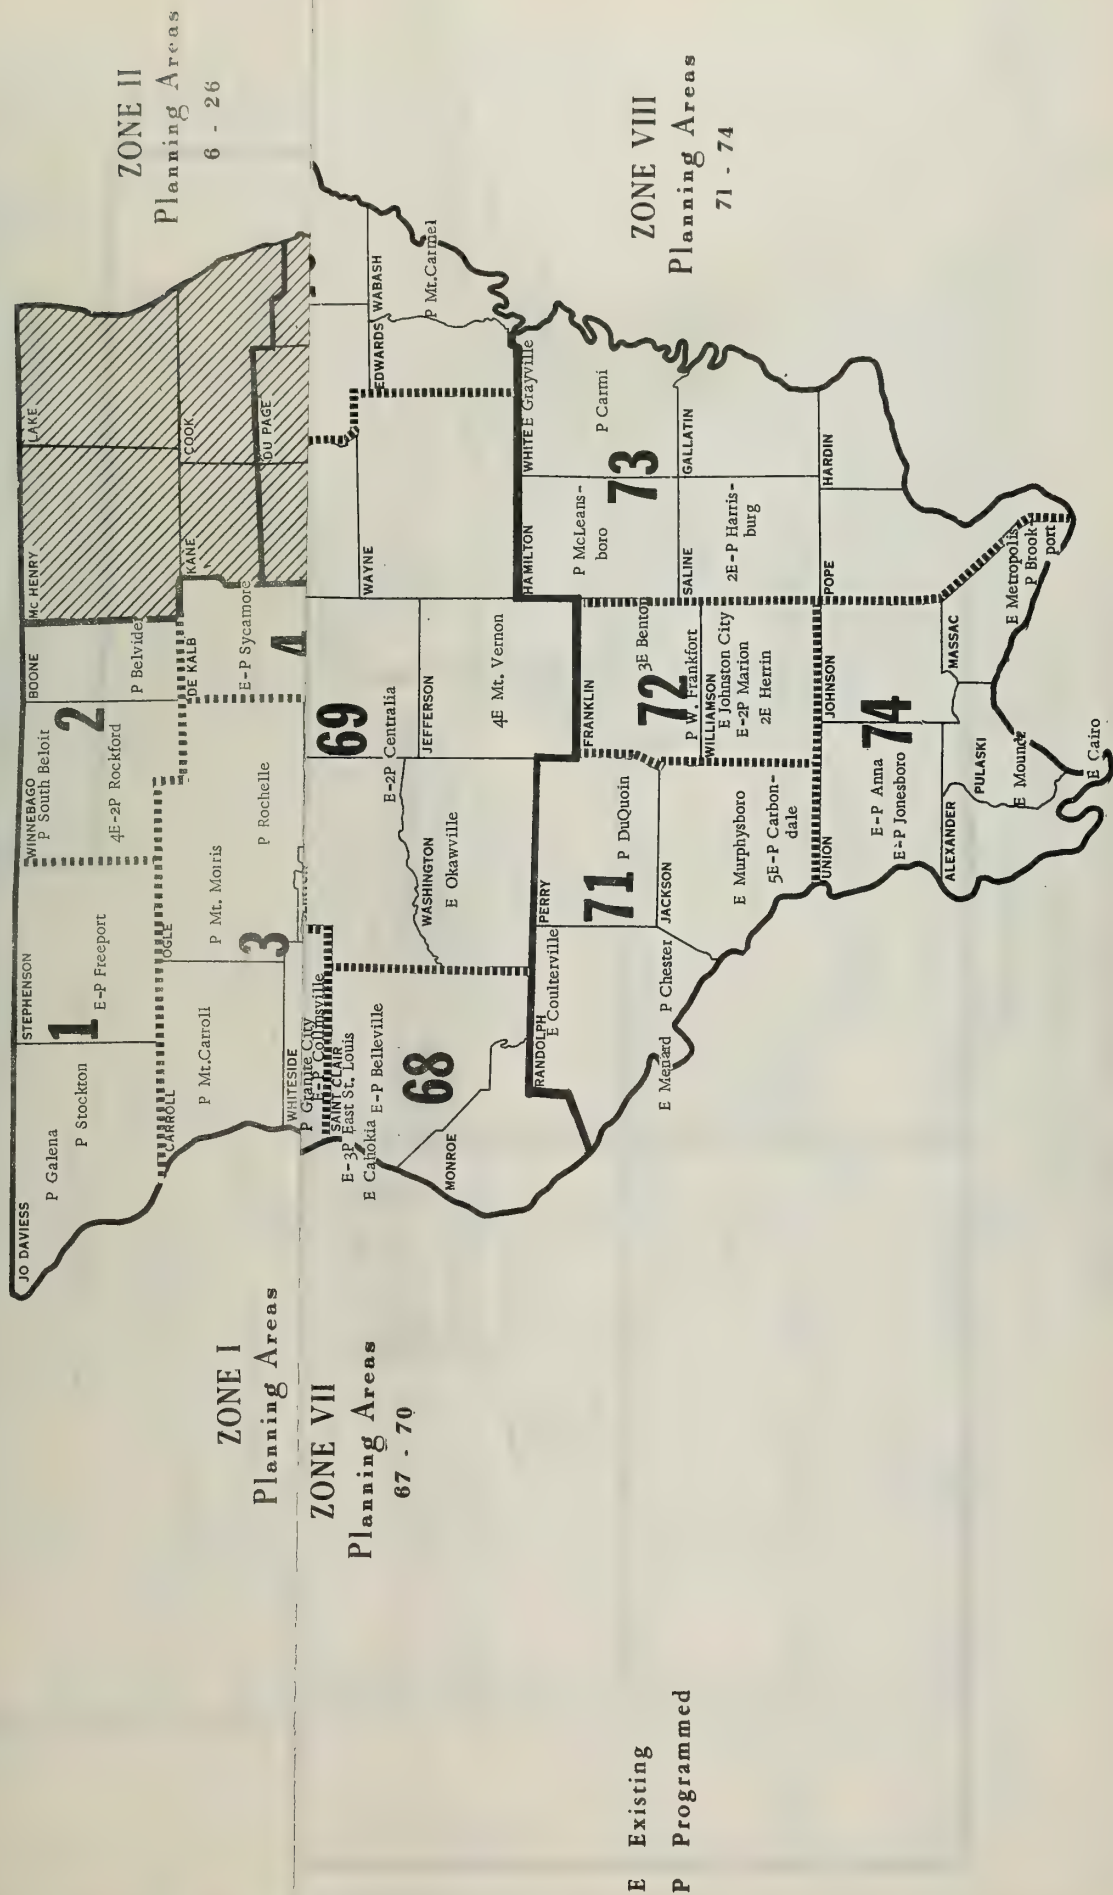 ZONE II
Planning Areas
6 - 26
ZONE I
Planning Areas
JO DAVIESS
P Galena
P Stockton
STEPHENSON
1
E-P Freeport
WINNEBAGO
P South Beloit
2
4E-2P Rockford
BOONE
P Belvider
MC HENRY
LAKE
CARROLL
P Mt.Carroll
OGLE
P Mt. Moris
3
P Rochelle
DE KALB
E-P Sycamore
4
KANE
COOK
DU PAGE
WHITESIDE
ZONE VII
Planning Areas
67 - 70
P Granite City
E-P Collinsville
SAINT CLAIR
E-3P East St. Louis
E Cahokia
E-P Belleville
68
MONROE
69
E-2P Centralia
WASHINGTON
E Okawville
JEFFERSON
4E Mt. Vernon
WAYNE
EDWARDS
WABASH
P Mt.Carmel
ZONE VIII
Planning Areas
71 - 74
RANDOLPH
E Coulterville
E Menard
P Chester
PERRY
71
P DuQuoin
JACKSON
E Murphysboro
5E-P Carbon-
dale
FRANKLIN
72
3E Benton
P W. Frankfort
WILLIAMSON
E Johnston City
E-2P Marion
2E Herrin
HAMILTON
P McLeans-
boro
73
WHITE
E Grayville
P Carmi
SALINE
2E-P Harris-
burg
GALLATIN
UNION
E-P Anna
E-P Jonesboro
74
JOHNSON
POPE
HARDIN
ALEXANDER
PULASKI
E Mounds
E Cairo
MASSAC
E Metropolis
P Brook-
port
E Existing
P Programmed